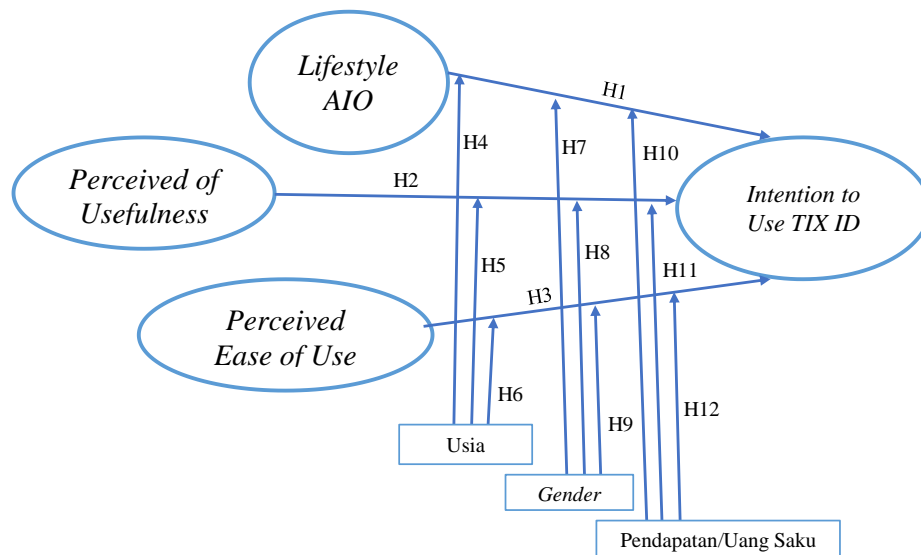 Lifestyle
AIO
H1
H4
H7
H10
Perceived of
Usefulness
H2
Intention to
Use TIX ID
H5
H8
H11
H3
Perceived
Ease of Use
H6
H9
H12
Usia
Gender
Pendapatan/Uang Saku